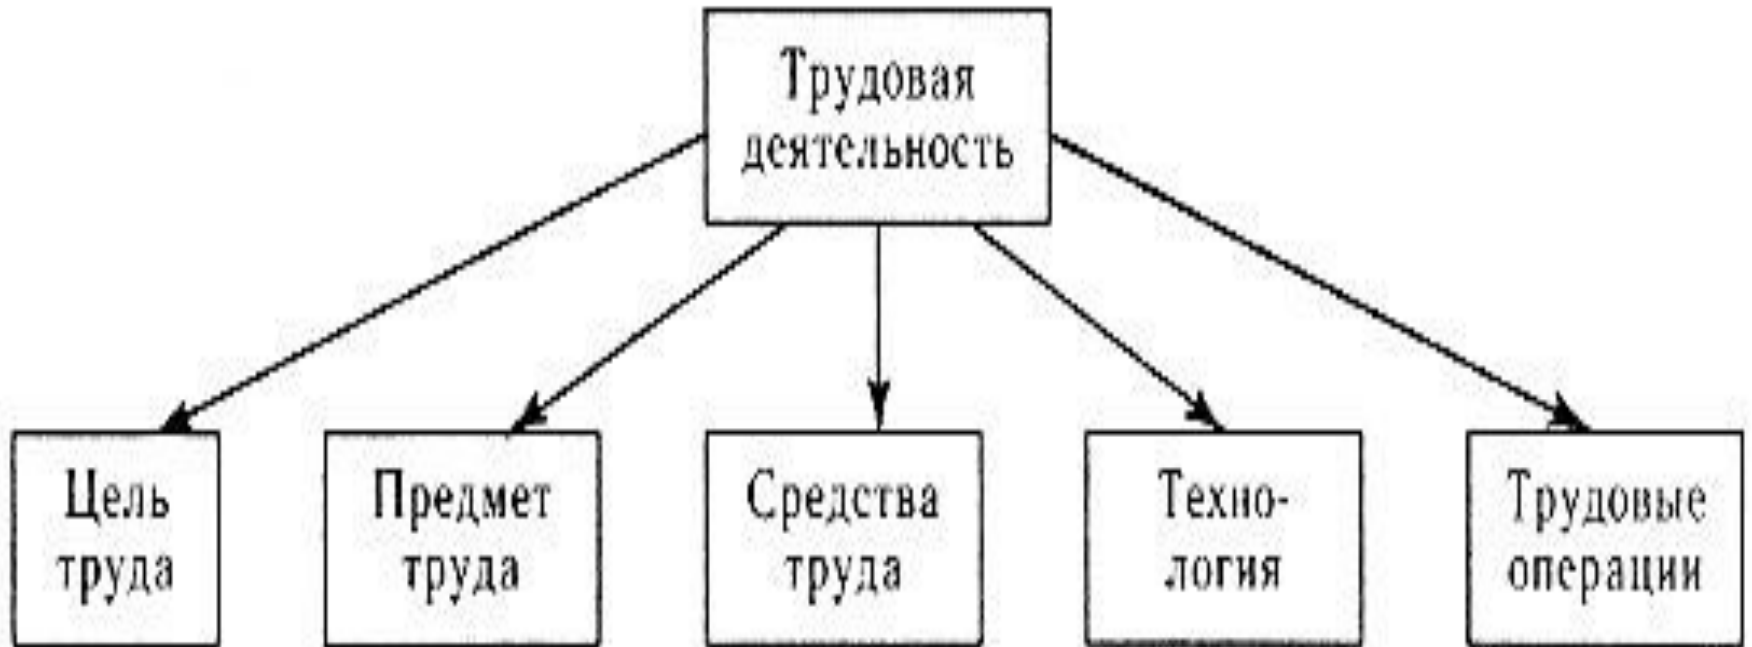 Трудовая
деятельность
Цель
труда
Предмет
труда
Средства
труда
Техно-
логия
Трудовые
операции